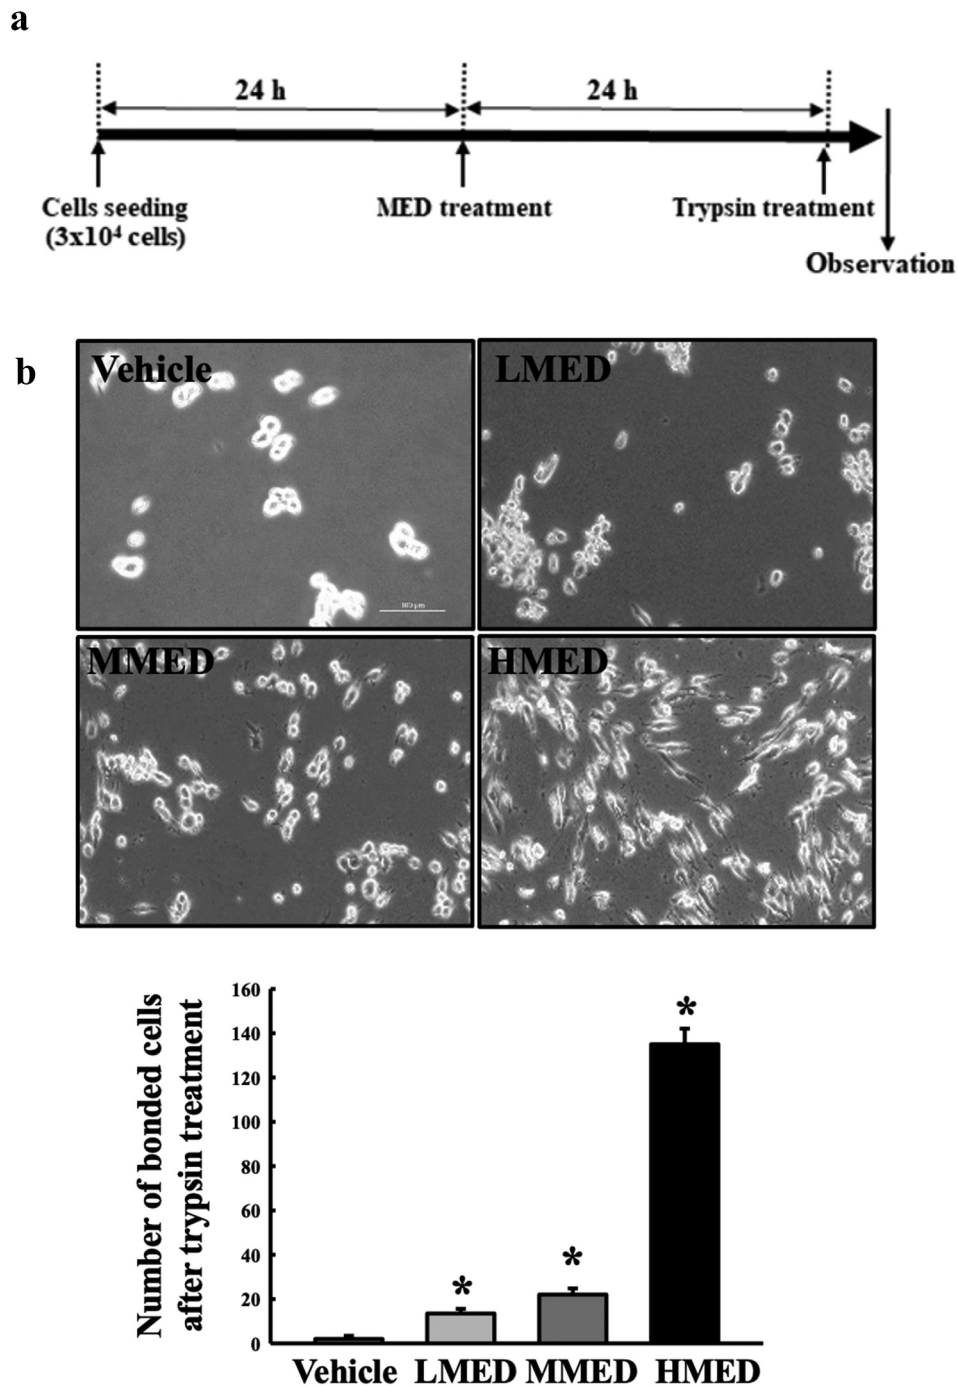 a
24 h
24 h
Cells seeding
(3x10⁴ cells)
MED treatment
Trypsin treatment
Observation
b
Vehicle
LMED
MMED
HMED
Number of bonded cells
after trypsin treatment
160
140
120
100
80
60
40
20
0
*
*
*
Vehicle
LMED
MMED
HMED